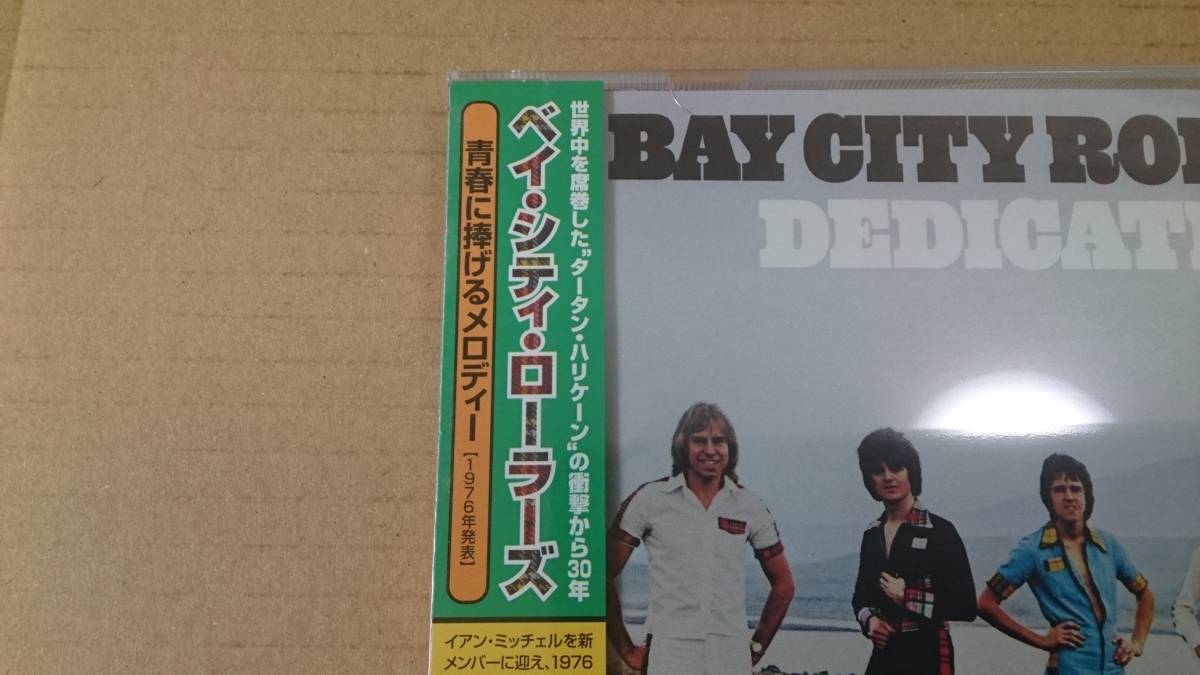 世界中を席巻した”タータン・ハリケーン“の衝撃から30年
ベイ・シティ・ローラーズ
青春に捧げるメロディー【1976年発表】
イアン・ミッチェルを新
メンバーに迎え、1976
BAY CITY ROL
DEDICATI